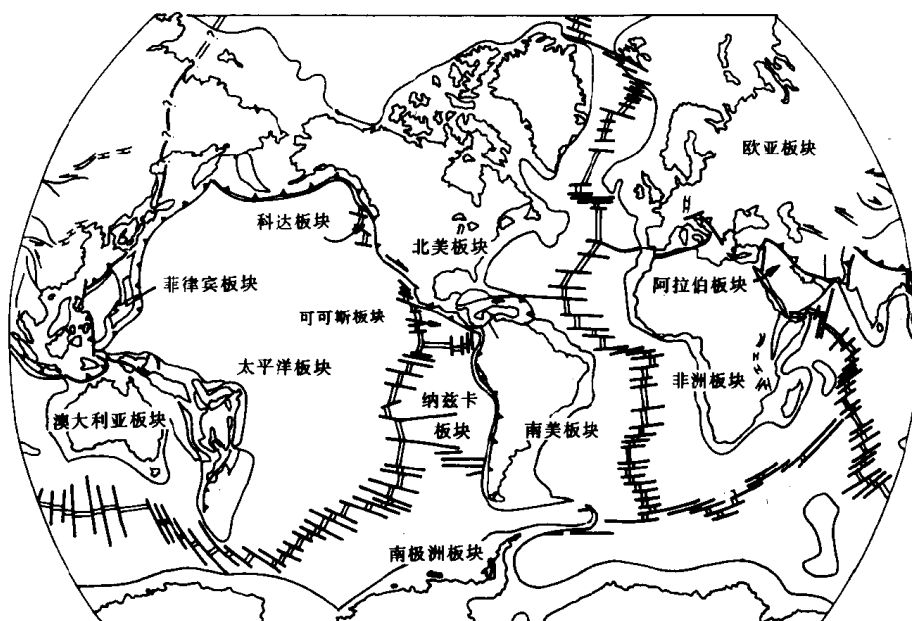 欧亚板块
科达板块
北美板块
菲律宾板块
阿拉伯板块
可可斯板块
太平洋板块
非洲板块
纳兹卡
板块
澳大利亚板块
南美板块
南极洲板块